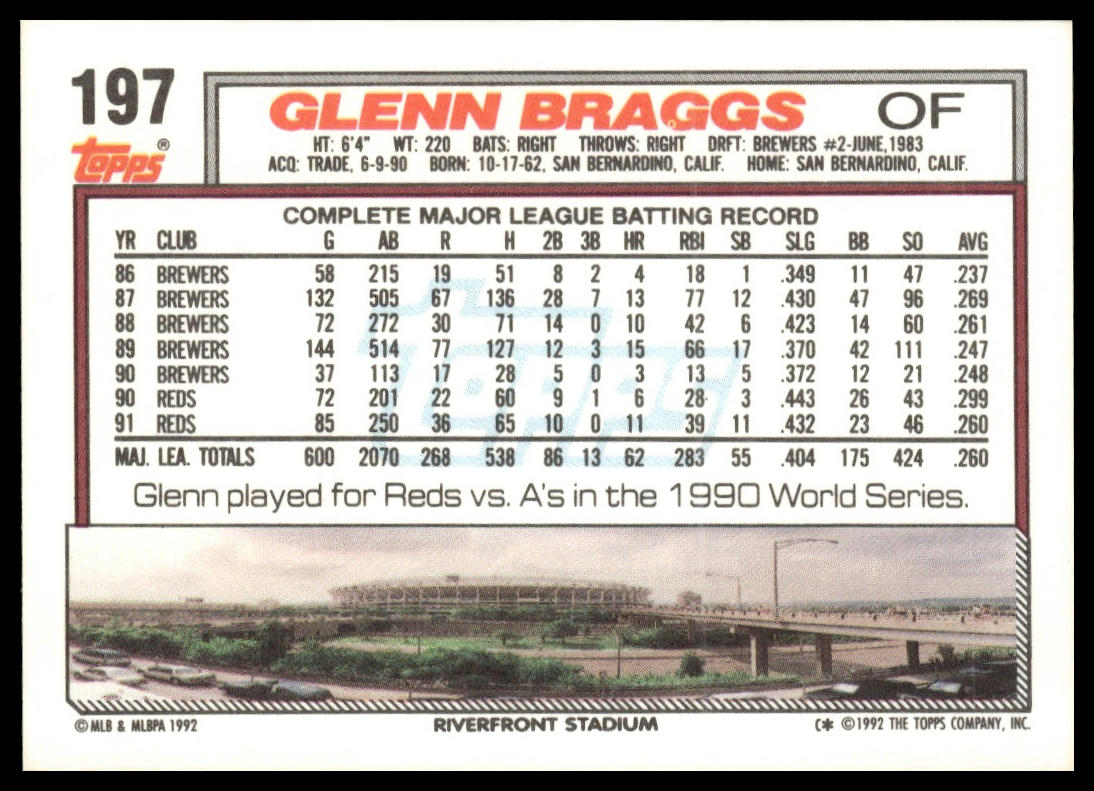 197
topps®
GLENN BRAGGS OF
HT: 6'4" WT: 220 BATS: RIGHT THROWS: RIGHT DRFT: BREWERS #2-JUNE, 1983
ACQ: TRADE, 6-9-90 BORN: 10-17-62, SAN BERNARDINO, CALIF. HOME: SAN BERNARDINO, CALIF.
COMPLETE MAJOR LEAGUE BATTING RECORD
YR CLUB G AB R H 2B 3B HR RBI SB SLG BB SO AVG
86 BREWERS 58 215 19 51 8 2 4 18 1 .349 11 47 .237
87 BREWERS 132 505 67 136 28 7 13 77 12 .430 47 96 .269
88 BREWERS 72 272 30 71 14 0 10 42 6 .423 14 60 .261
89 BREWERS 144 514 77 127 12 3 15 66 17 .370 42 111 .247
90 BREWERS 37 113 17 28 5 0 3 13 5 .372 12 21 .248
90 REDS 72 201 22 60 9 1 6 28 3 .443 26 43 .299
91 REDS 85 250 36 65 10 0 11 39 11 .432 23 46 .260
MAJ. LEA. TOTALS 600 2070 268 538 86 13 62 283 55 .404 175 424 .260
topps
Glenn played for Reds vs. A's in the 1990 World Series.
©MLB & MLBPA 1992 RIVERFRONT STADIUM C* ©1992 THE TOPPS COMPANY, INC.